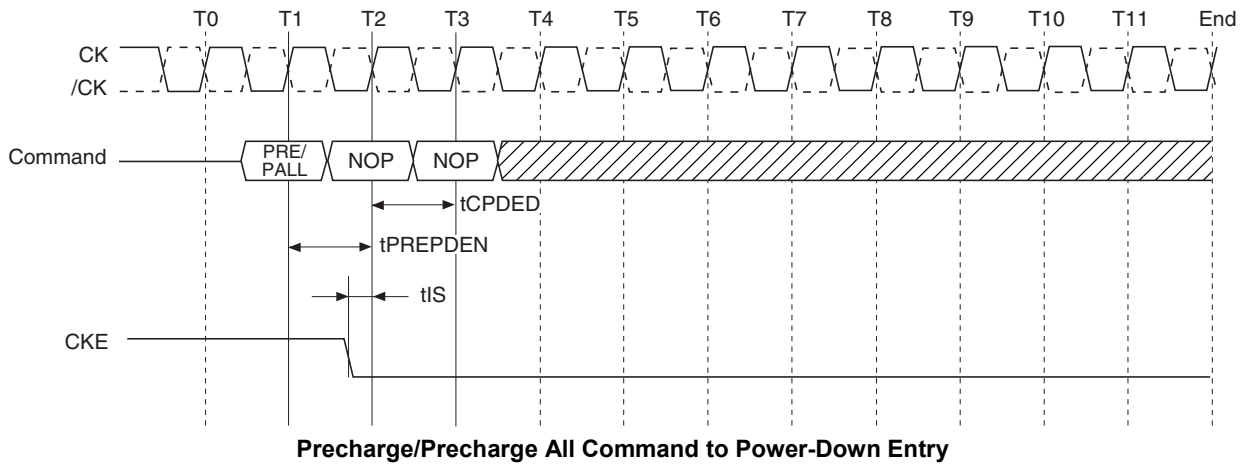 T0 T1 T2 T3 T4 T5 T6 T7 T8 T9 T10 T11 End
CK
/CK
Command
PRE/
PALL
NOP
NOP
tCPDED
tPREPDEN
tIS
CKE
Precharge/Precharge All Command to Power-Down Entry